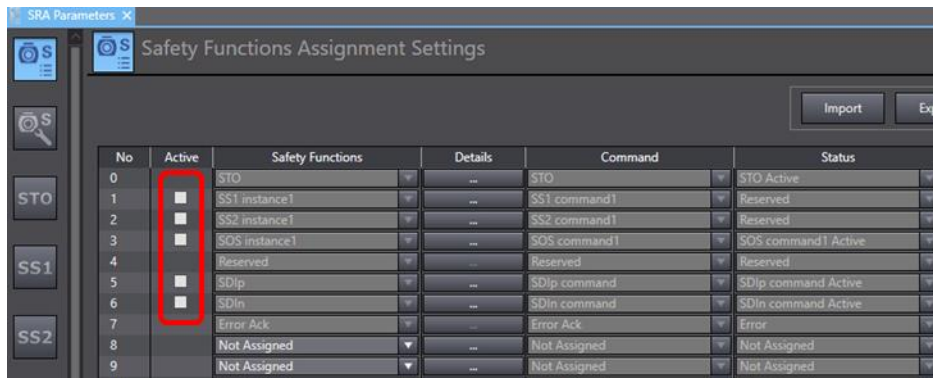 SRA Parameters X
S Safety Functions Assignment Settings
S
Import
STO
SS1
SS2
No Active Safety Functions Details Command Status
0 STO ... STO STO Active
1 SS1 instance1 ... SS1 command1 Reserved
2 SS2 instance1 ... SS2 command1 Reserved
3 SOS instance1 ... SOS command1 SOS command1 Active
4 Reserved ... Reserved Reserved
5 SDIp ... SDIp command SDIp command Active
6 SDIn ... SDIn command SDIn command Active
7 Error Ack ... Error Ack Error
8 Not Assigned ... Not Assigned Not Assigned
9 Not Assigned ... Not Assigned Not Assigned